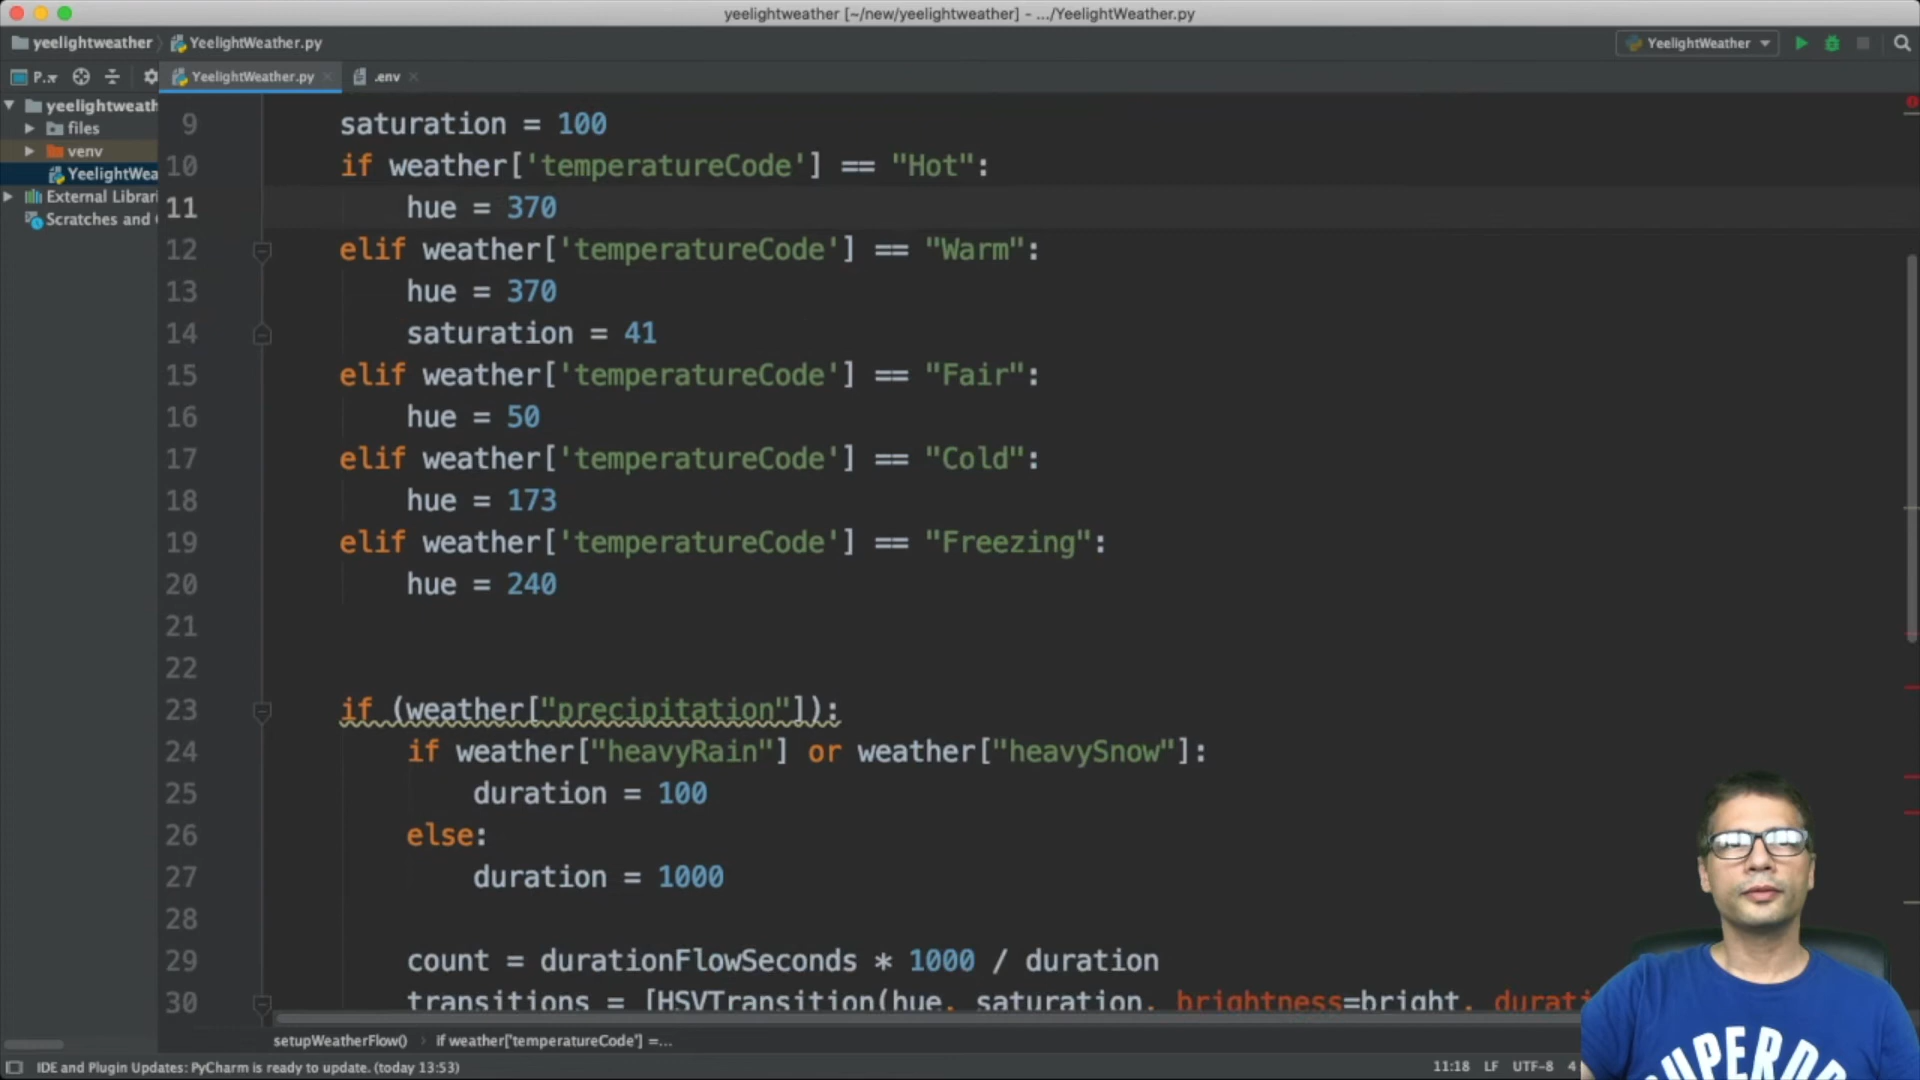 yeelightweather [~/new/yeelightweather] - .../YeelightWeather.py
yeelightweather YeelightWeather.py YeelightWeather
P.. YeelightWeather.py .env
yeelightweath
files
venv
YeelightWea
External Librari
Scratches and
9 saturation = 100
10 if weather['temperatureCode'] == "Hot":
11 hue = 370
12 elif weather['temperatureCode'] == "Warm":
13 hue = 370
14 saturation = 41
15 elif weather['temperatureCode'] == "Fair":
16 hue = 50
17 elif weather['temperatureCode'] == "Cold":
18 hue = 173
19 elif weather['temperatureCode'] == "Freezing":
20 hue = 240
21
22
23 if (weather["precipitation"]):
24 if weather["heavyRain"] or weather["heavySnow"]:
25 duration = 100
26 else:
27 duration = 1000
28
29 count = durationFlowSeconds * 1000 / duration
30 transitions = [HSVTransition(hue, saturation, brightness=bright, durati
setupWeatherFlow() if weather['temperatureCode'] =...
IDE and Plugin Updates: PyCharm is ready to update. (today 13:53) 11:18 LF UTF-8 4
SUPERD